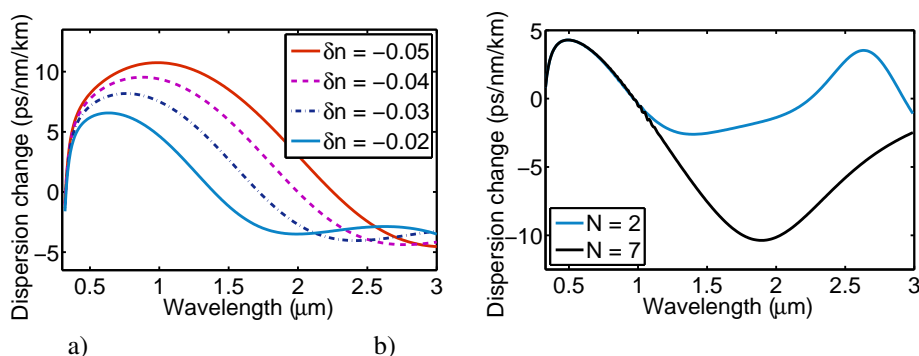 Dispersion change (ps/nm/km)
10
5
0
−5
0.5
1
1.5
2
2.5
3
Wavelength (μm)
δn = −0.05
δn = −0.04
δn = −0.03
δn = −0.02
a)
Dispersion change (ps/nm/km)
5
0
−5
−10
0.5
1
1.5
2
2.5
3
Wavelength (μm)
N = 2
N = 7
b)